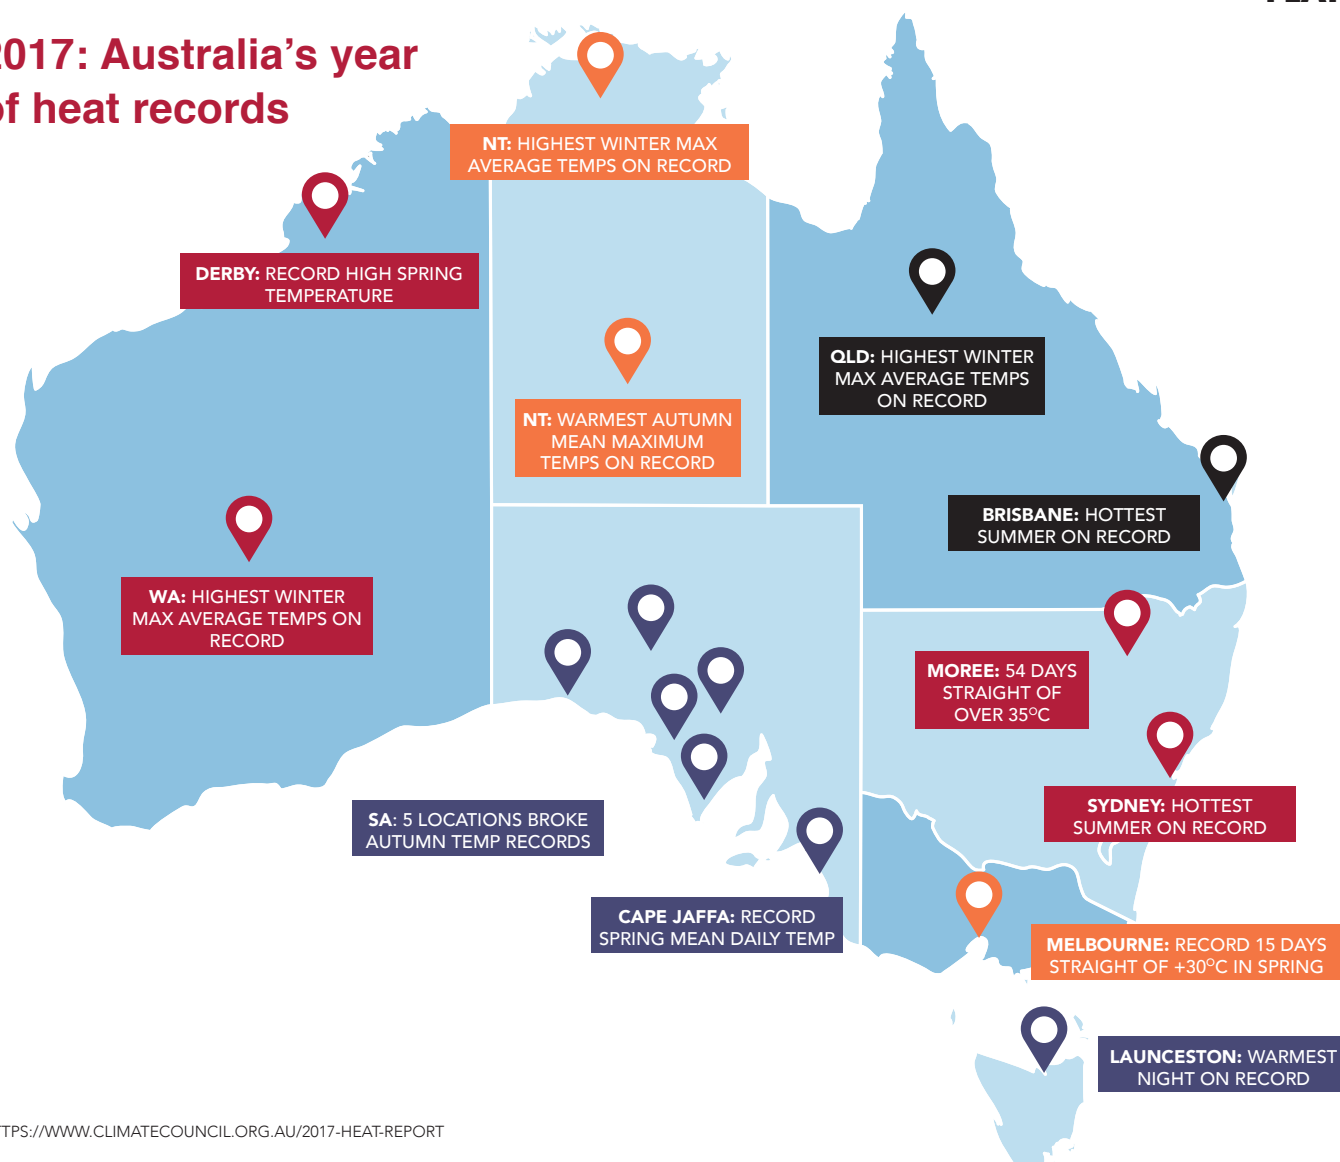 2017: Australia's year
of heat records
NT: HIGHEST WINTER MAX
AVERAGE TEMPS ON RECORD
DERBY: RECORD HIGH SPRING
TEMPERATURE
QLD: HIGHEST WINTER
MAX AVERAGE TEMPS
ON RECORD
NT: WARMEST AUTUMN
MEAN MAXIMUM
TEMPS ON RECORD
BRISBANE: HOTTEST
SUMMER ON RECORD
WA: HIGHEST WINTER
MAX AVERAGE TEMPS ON
RECORD
MOREE: 54 DAYS
STRAIGHT OF
OVER 35°C
SYDNEY: HOTTEST
SUMMER ON RECORD
SA: 5 LOCATIONS BROKE
AUTUMN TEMP RECORDS
CAPE JAFFA: RECORD
SPRING MEAN DAILY TEMP
MELBOURNE: RECORD 15 DAYS
STRAIGHT OF +30°C IN SPRING
LAUNCESTON: WARMEST
NIGHT ON RECORD
TTPS://WWW.CLIMATECOUNCIL.ORG.AU/2017-HEAT-REPORT